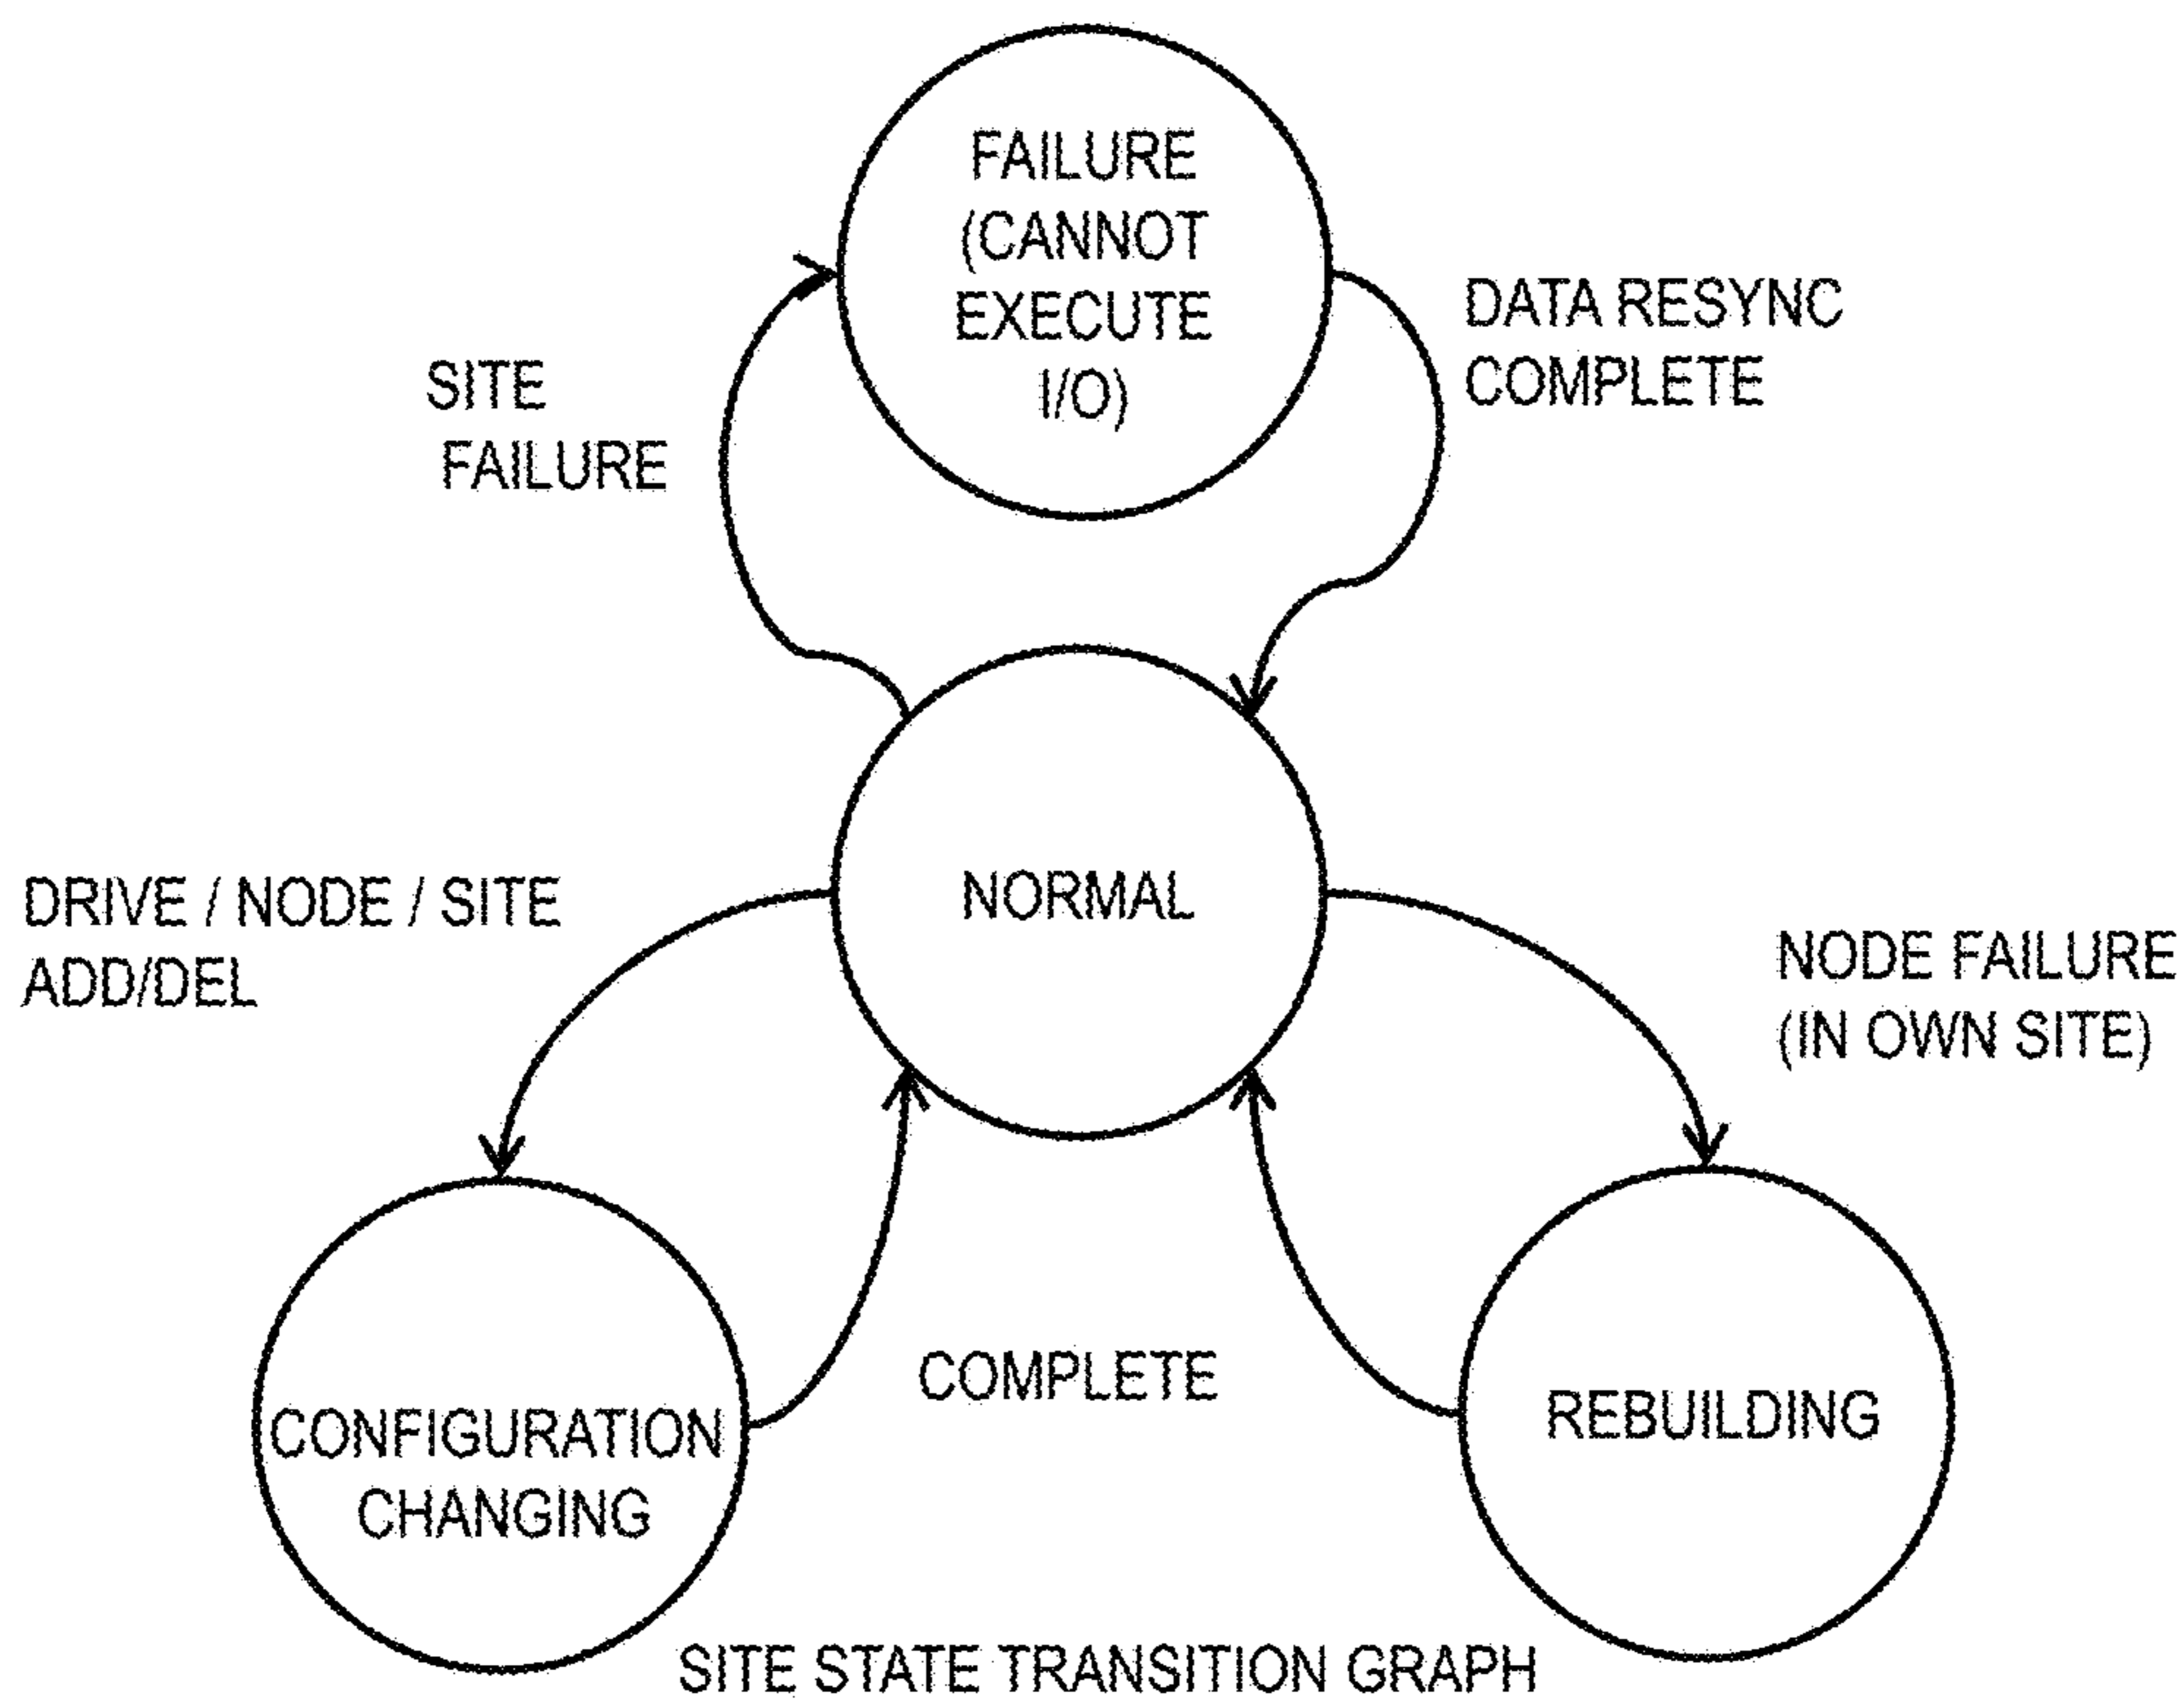 FAILURE
(CANNOT
EXECUTE
I/O)
SITE
FAILURE
DATA RESYNC
COMPLETE
NORMAL
DRIVE / NODE / SITE
ADD/DEL
NODE FAILURE
(IN OWN SITE)
COMPLETE
CONFIGURATION
CHANGING
REBUILDING
SITE STATE TRANSITION GRAPH